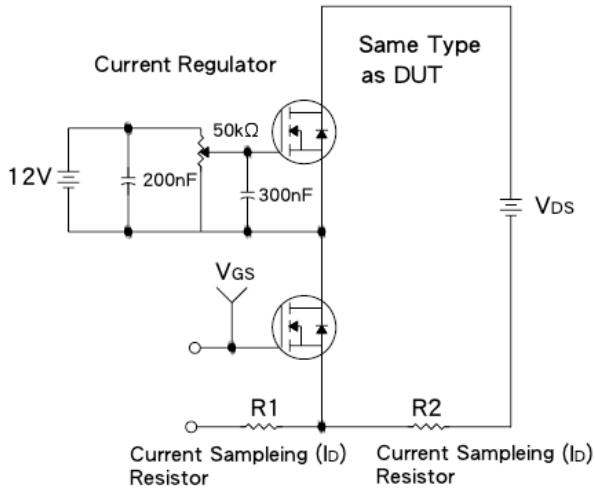 Same Type
as DUT
Current Regulator
50kΩ
12V
200nF
300nF
VDS
VGS
R1
R2
Current Sampleing (ID)
Resistor
Current Sampleing (ID)
Resistor